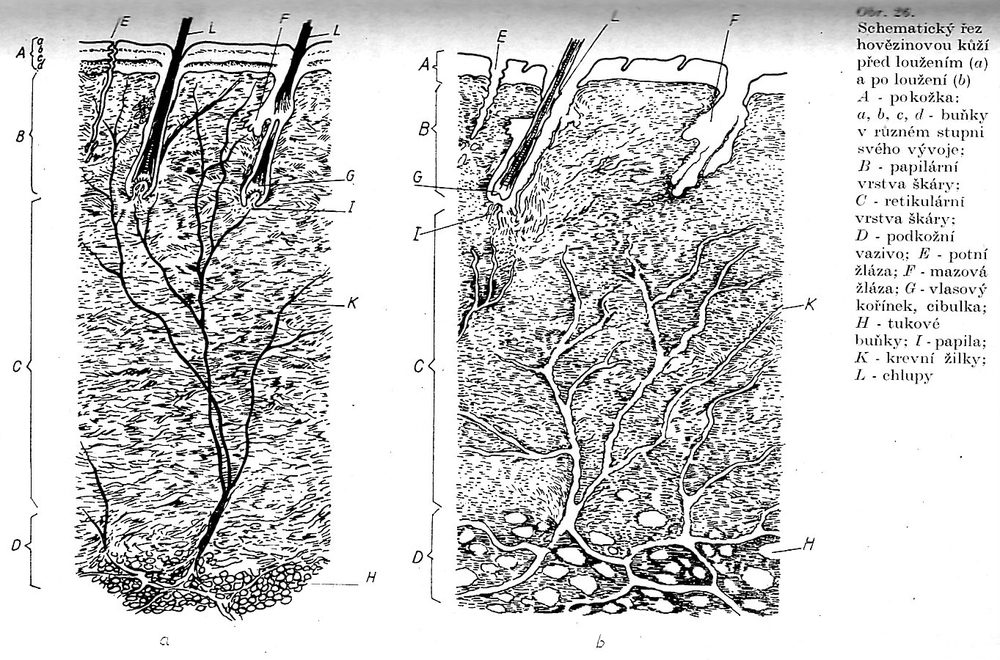 Obr. 26.
Schematický řez
hovězinovou kůží
před loužením (a)
a po loužení (b)
A - pokožka:
a, b, c, d - buňky
v různém stupni
svého vývoje;
B - papilární
vrstva škáry;
C - retikulární
vrstva škáry;
D - podkožní
vazivo; E - potní
žláza; F - mazová
žláza; G - vlasový
kořínek, cibulka;
H - tukové
buňky; I - papila;
K - krevní žilky;
L - chlupy
E
L
F
L
A
a
b
c
d
B
G
I
K
C
D
H
a
E
L
F
A
B
G
I
K
C
D
H
b